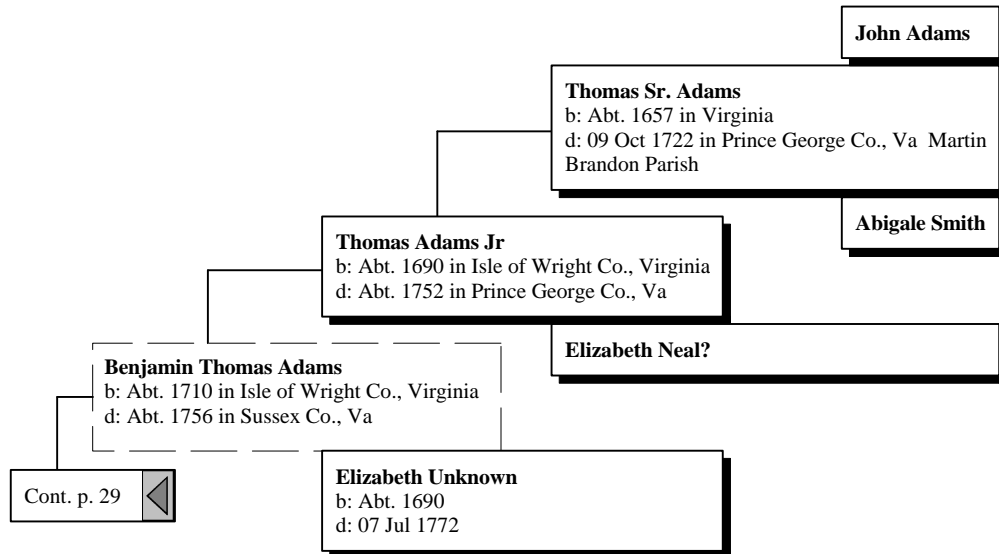 John Adams
Thomas Sr. Adams
b: Abt. 1657 in Virginia
d: 09 Oct 1722 in Prince George Co., Va  Martin
Brandon Parish
Abigale Smith
Thomas Adams Jr
b: Abt. 1690 in Isle of Wright Co., Virginia
d: Abt. 1752 in Prince George Co., Va
Elizabeth Neal?
Benjamin Thomas Adams
b: Abt. 1710 in Isle of Wright Co., Virginia
d: Abt. 1756 in Sussex Co., Va
Elizabeth Unknown
b: Abt. 1690
d: 07 Jul 1772
Cont. p. 29